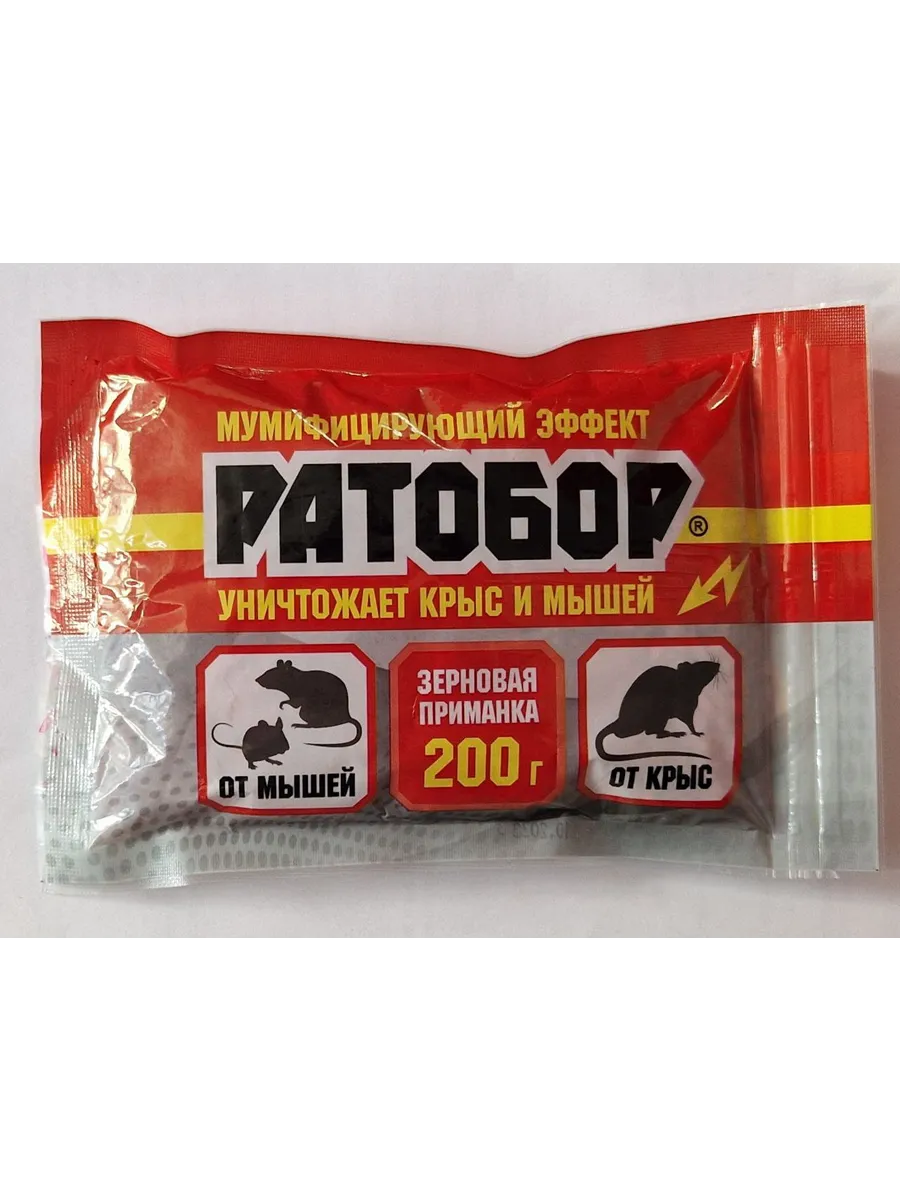 МУМИФИЦИРУЮЩИЙ ЭФФЕКТ
РАТОБОР®
УНИЧТОЖАЕТ КРЫС И МЫШЕЙ
ОТ МЫШЕЙ
ЗЕРНОВАЯ
ПРИМАНКА
200 г
ОТ КРЫС